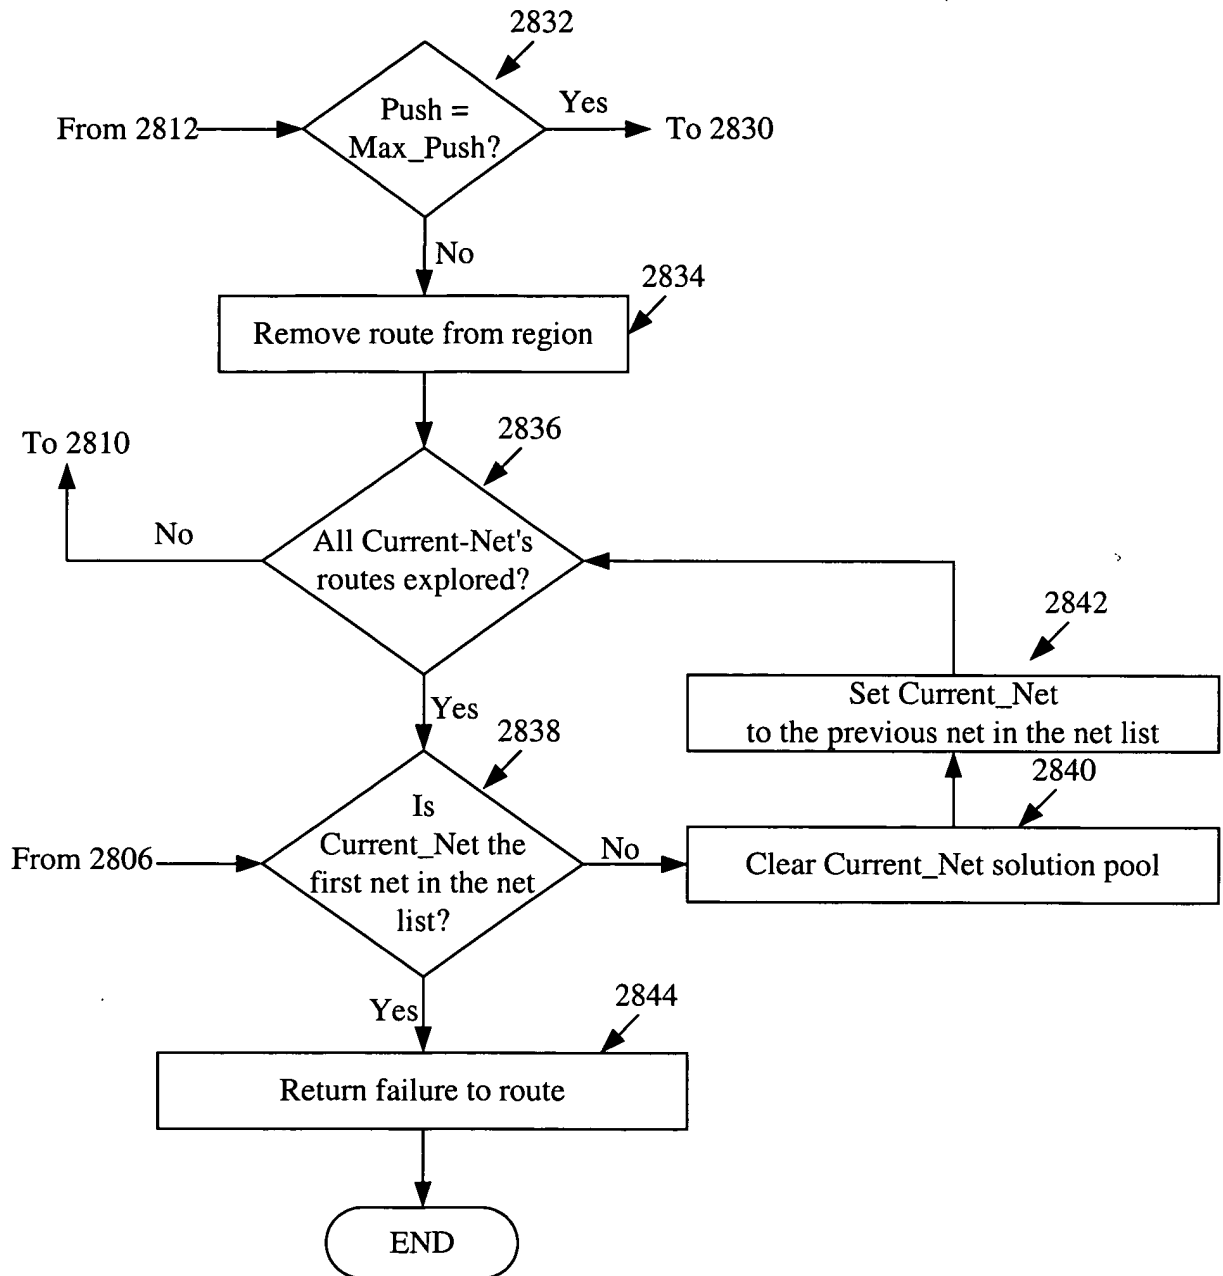 2832
Push =
Max_Push?
Yes
From 2812
To 2830
No
2834
Remove route from region
2836
To 2810
No
All Current-Net's
routes explored?
2842
Set Current_Net
to the previous net in the net list
Yes
2838
2840
Is
Current_Net the
first net in the net
list?
From 2806
No
Clear Current_Net solution pool
Yes
2844
Return failure to route
END